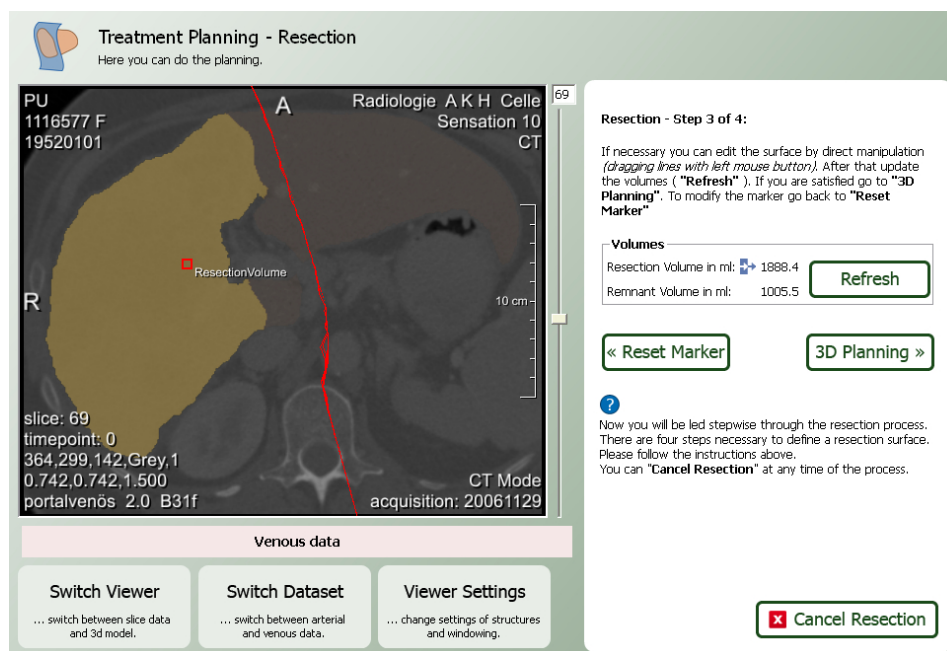 Treatment Planning - Resection
Here you can do the planning.
PU
1116577 F
19520101
A
Radiologie A K H Celle
Sensation 10
CT
69
ResectionVolume
R
10 cm
slice: 69
timepoint: 0
364,299,142,Grey,1
0.742,0.742,1.500
portalvenös 2.0 B31f
CT Mode
acquisition: 20061129
Venous data
Switch Viewer
... switch between slice data
and 3d model.
Switch Dataset
... switch between arterial
and venous data.
Viewer Settings
... change settings of structures
and windowing.
Resection - Step 3 of 4:
If necessary you can edit the surface by direct manipulation
(dragging lines with left mouse button). After that update
the volumes ( "Refresh" ). If you are satisfied go to "3D
Planning". To modify the marker go back to "Reset
Marker"
Volumes
Resection Volume in ml: 1888.4
Remnant Volume in ml: 1005.5
Refresh
« Reset Marker
3D Planning »
?
Now you will be led stepwise through the resection process.
There are four steps necessary to define a resection surface.
Please follow the instructions above.
You can "Cancel Resection" at any time of the process.
x Cancel Resection